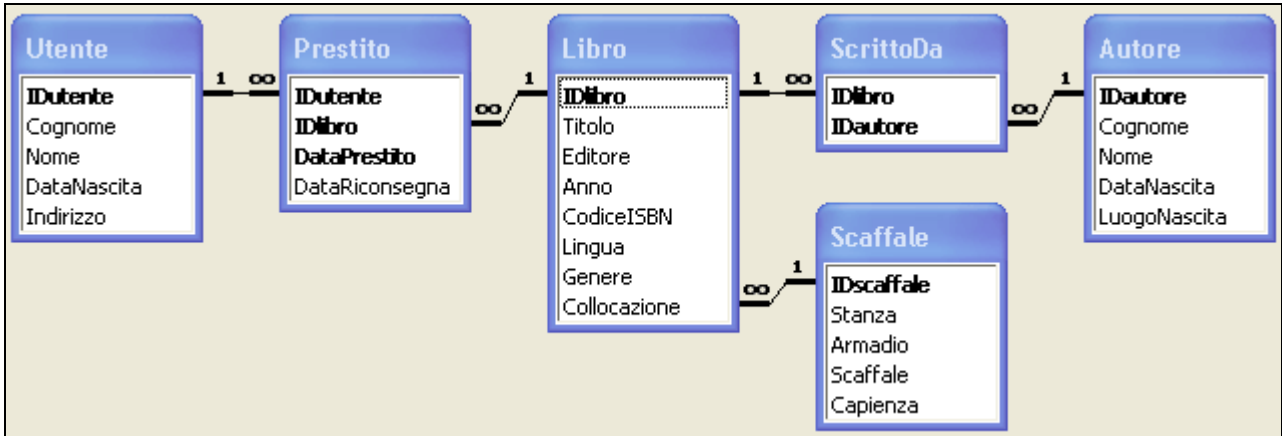 Utente
IDutente
Cognome
Nome
DataNascita
Indirizzo
1
∞
Prestito
IDutente
IDlibro
DataPrestito
DataRiconsegna
∞
1
Libro
IDlibro
Titolo
Editore
Anno
CodiceISBN
Lingua
Genere
Collocazione
1
∞
ScrittoDa
IDlibro
IDautore
∞
1
Autore
IDautore
Cognome
Nome
DataNascita
LuogoNascita
∞
1
Scaffale
IDscaffale
Stanza
Armadio
Scaffale
Capienza